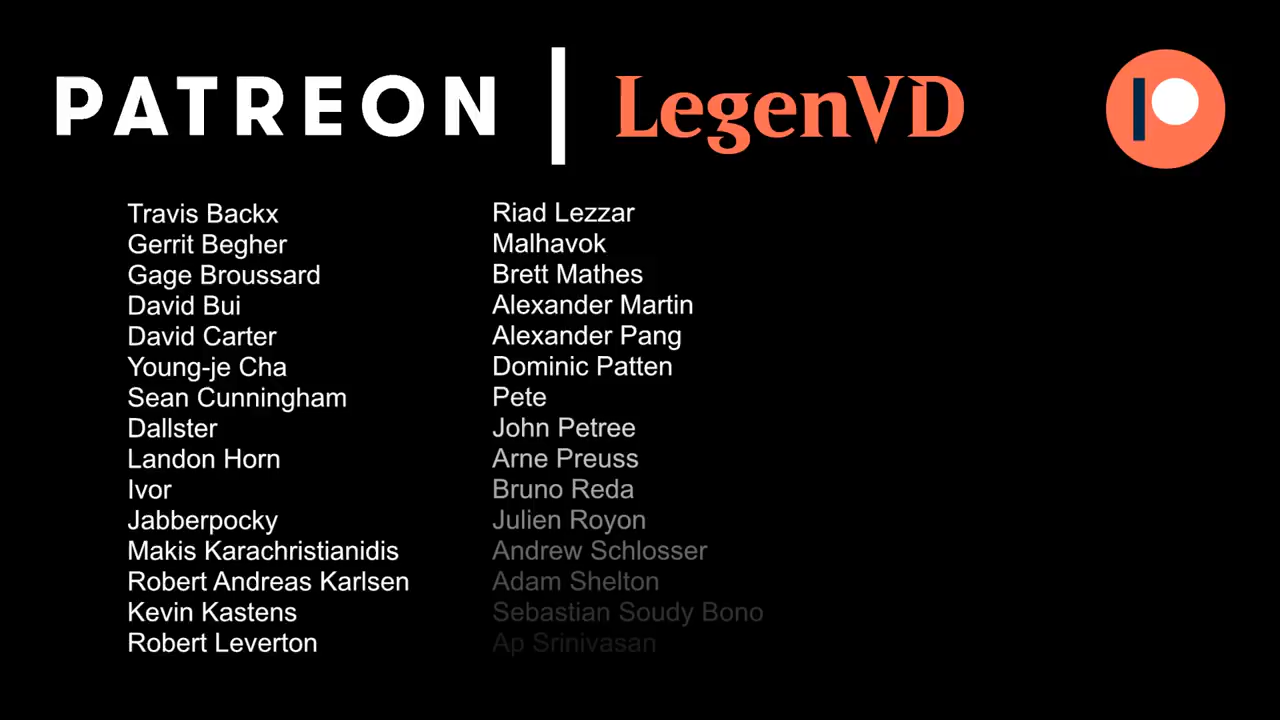 PATREON | LegenVD
Travis Backx
Gerrit Begher
Gage Broussard
David Bui
David Carter
Young-je Cha
Sean Cunningham
Dallster
Landon Horn
Ivor
Jabberpocky
Makis Karachristianidis
Robert Andreas Karlsen
Kevin Kastens
Robert Leverton
Riad Lezzar
Malhavok
Brett Mathes
Alexander Martin
Alexander Pang
Dominic Patten
Pete
John Petree
Arne Preuss
Bruno Reda
Julien Royon
Andrew Schlosser
Adam Shelton
Sebastian Soudy Bono
Ap Srinivasan